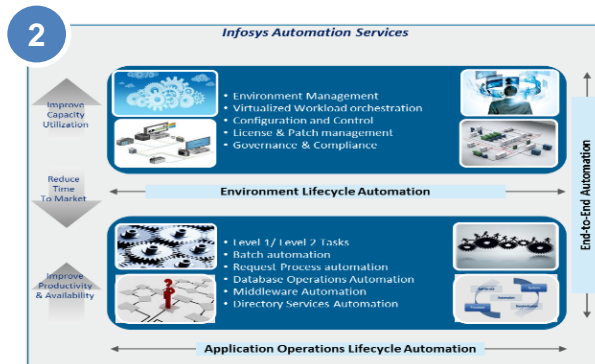 2
Infosys Automation Services
Improve
Capacity
Utilization
• Environment Management
• Virtualized Workload orchestration
• Configuration and Control
• License & Patch management
• Governance & Compliance
Reduce
Time
To Market
Environment Lifecycle Automation
End-to-End Automation
Improve
Productivity
& Availability
• Level 1/ Level 2 Tasks
• Batch automation
• Request Process automation
• Database Operations Automation
• Middleware Automation
• Directory Services Automation
Automation
Application Operations Lifecycle Automation